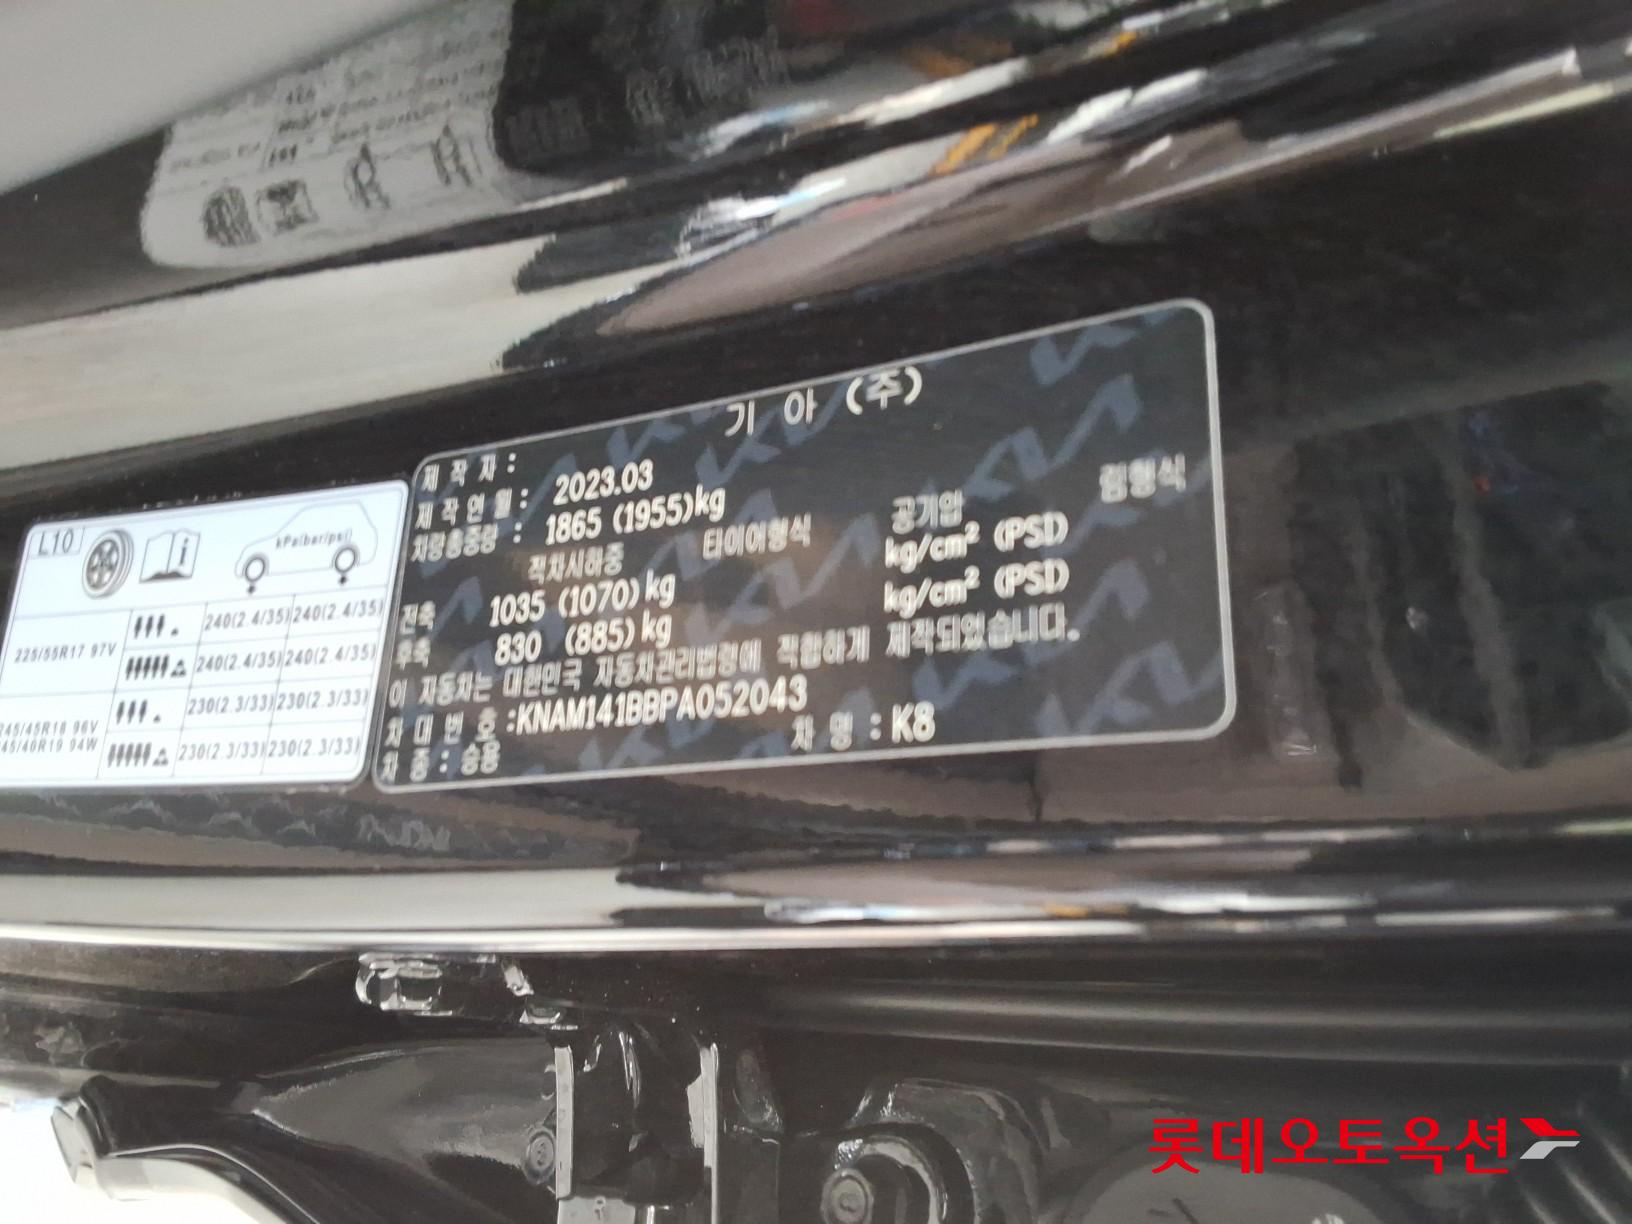 L10
kPa(bar/psi)
225/55R17 97V
240(2.4/35) 240(2.4/35)
240(2.4/35) 240(2.4/35)
245/45R18 96V
245/40R19 94W
230(2.3/33) 230(2.3/33)
230(2.3/33) 230(2.3/33)
제 작 자 : 기 아 (주)
제 작 연 월 : 2023.03
차량총중량 : 1865 (1955)kg
적차시하중 타이어형식 공기압 림형식
전축 1035 (1070)kg kg/cm² (PSI)
후축 830 (885)kg kg/cm² (PSI)
이 자동차는 대한민국 자동차관리법령에 적합하게 제작되었습니다.
차 대 번 호 :KNAM141BBPA052043
차 종 : 승용 차 명 : K8
롯데오토옥션